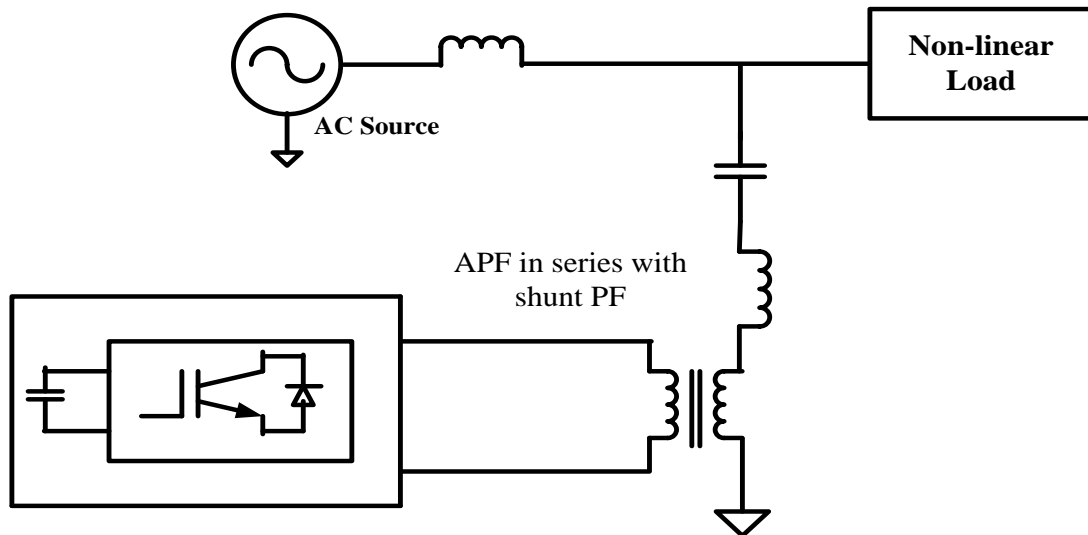 Non-linear
Load
AC Source
APF in series with
shunt PF